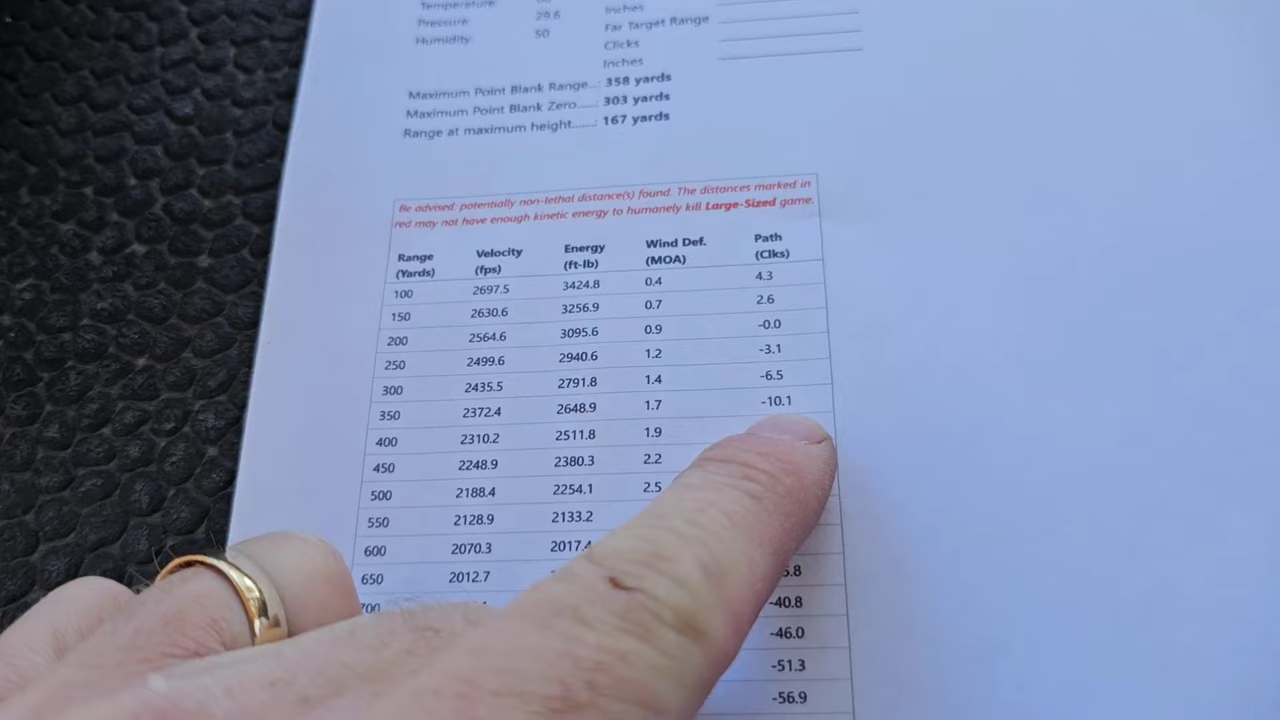 Temperature:
Pressure: 29.6
Humidity: 50
Inches
Far Target Range
Clicks
Inches
Maximum Point Blank Range..: 358 yards
Maximum Point Blank Zero.....: 303 yards
Range at maximum height.......: 167 yards
Be advised: potentially non-lethal distance(s) found. The distances marked in
red may not have enough kinetic energy to humanely kill Large-Sized game.
Range (Yards) Velocity (fps) Energy (ft-lb) Wind Def. (MOA) Path (Clks)
100 2697.5 3424.8 0.4 4.3
150 2630.6 3256.9 0.7 2.6
200 2564.6 3095.6 0.9 -0.0
250 2499.6 2940.6 1.2 -3.1
300 2435.5 2791.8 1.4 -6.5
350 2372.4 2648.9 1.7 -10.1
400 2310.2 2511.8 1.9
450 2248.9 2380.3 2.2
500 2188.4 2254.1 2.5
550 2128.9 2133.2
600 2070.3 2017.4
650 2012.7 5.8
700 -40.8
-46.0
-51.3
-56.9